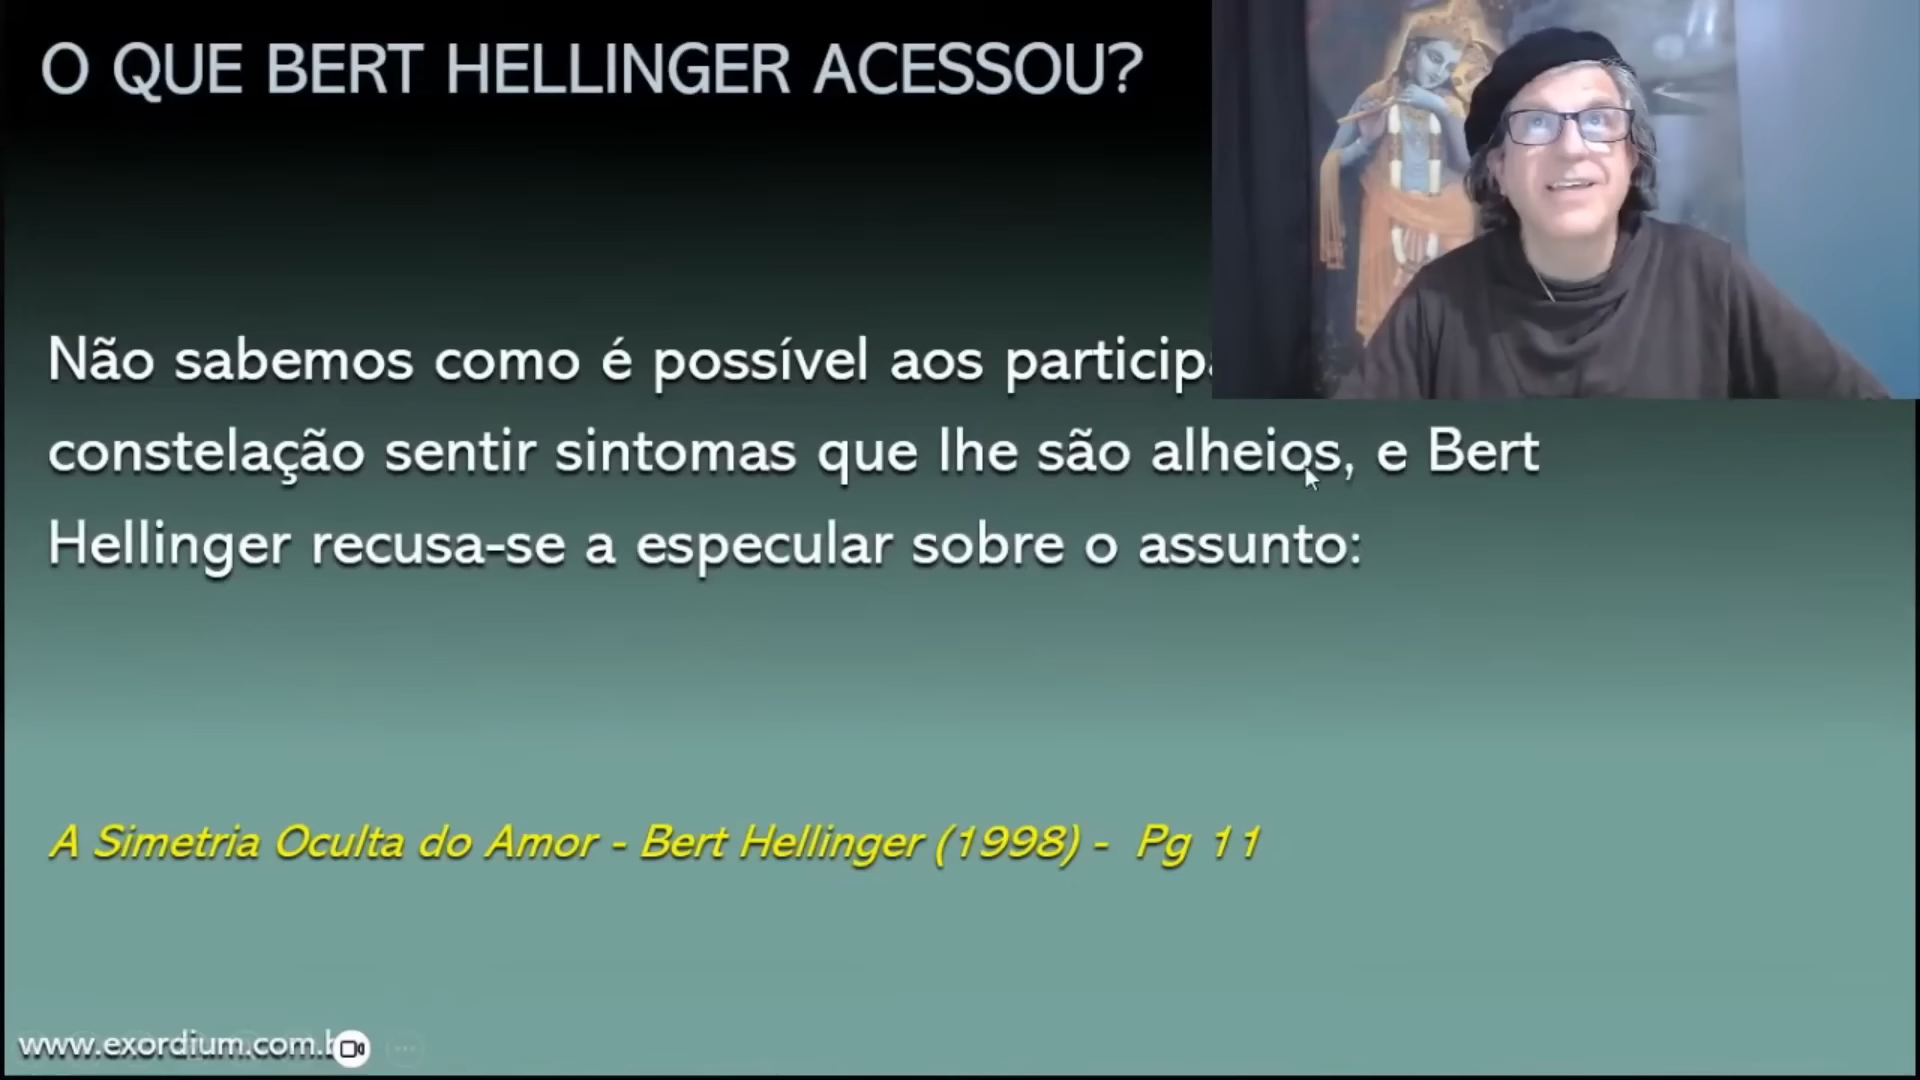 O QUE BERT HELLINGER ACESSOU?
Não sabemos como é possível aos
constelação sentir sintomas que lhe são alheios, e Bert
Hellinger recusa-se a especular sobre o assunto:
A Simetria Oculta do Amor - Bert Hellinger (1998) - Pg 11
www.exordium.com.b